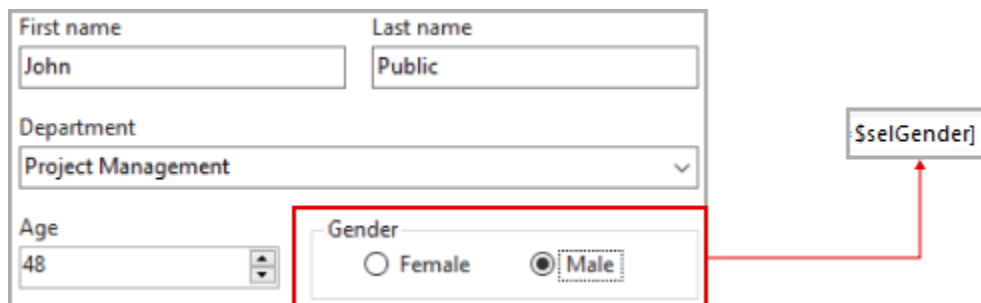 First name Last name
John Public
Department
$selGender]
Project Management
Age Gender
48 Female Male